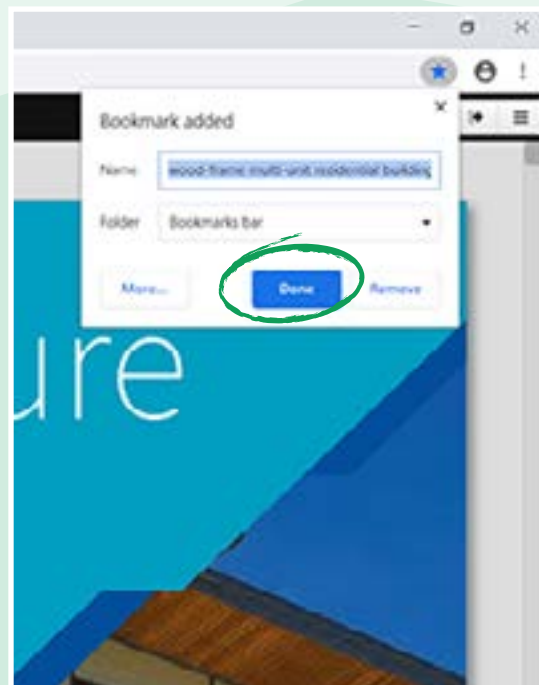 Bookmark added
Name wood-frame multi-unit residential building
Folder Bookmarks bar
More... Done Remove
ure